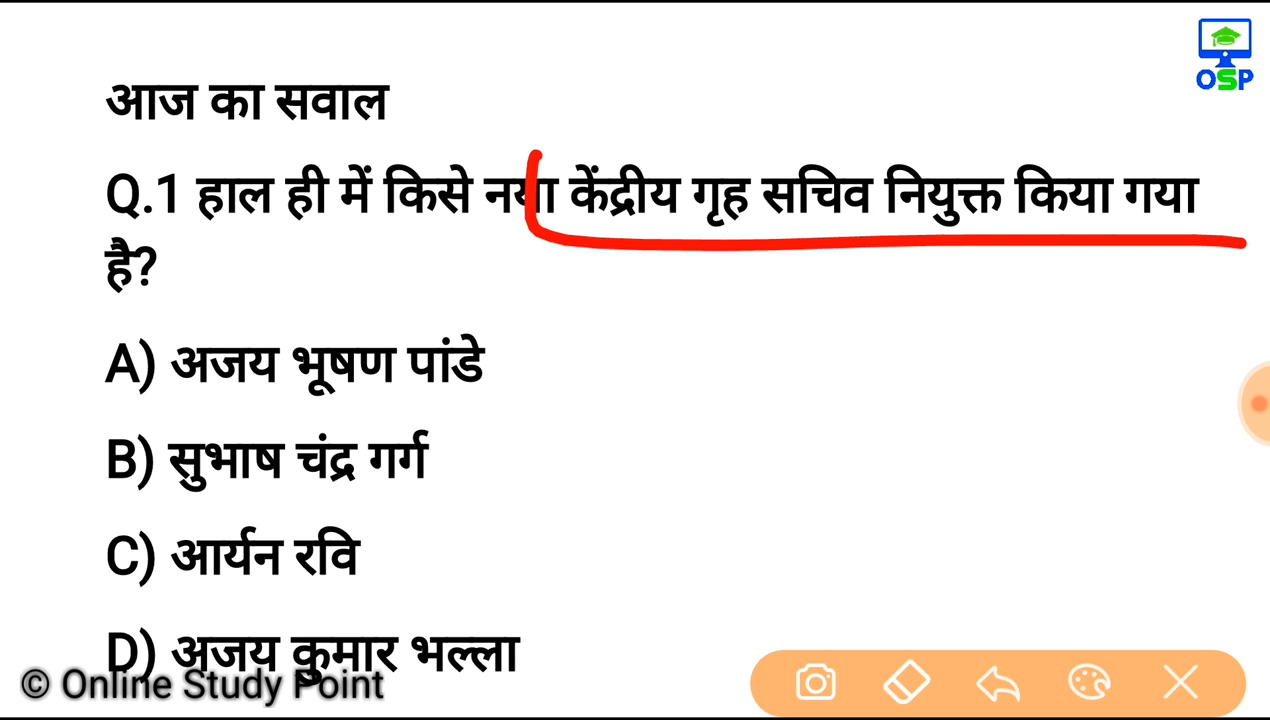 OSP
आज का सवाल
Q.1 हाल ही में किसे नया केंद्रीय गृह सचिव नियुक्त किया गया
है?
A) अजय भूषण पांडे
B) सुभाष चंद्र गर्ग
C) आर्यन रवि
D) अजय कुमार भल्ला
© Online Study Point